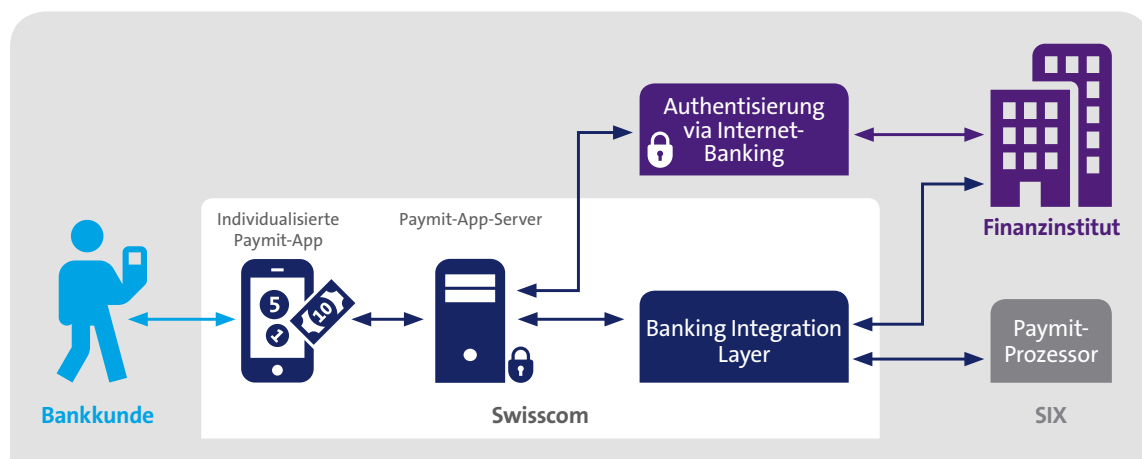 Authentisierung
via Internet-
Banking
Finanzinstitut
Individualisierte
Paymit-App
Paymit-App-Server
5
1
10
Banking Integration
Layer
Paymit-
Prozessor
Bankkunde
Swisscom
SIX